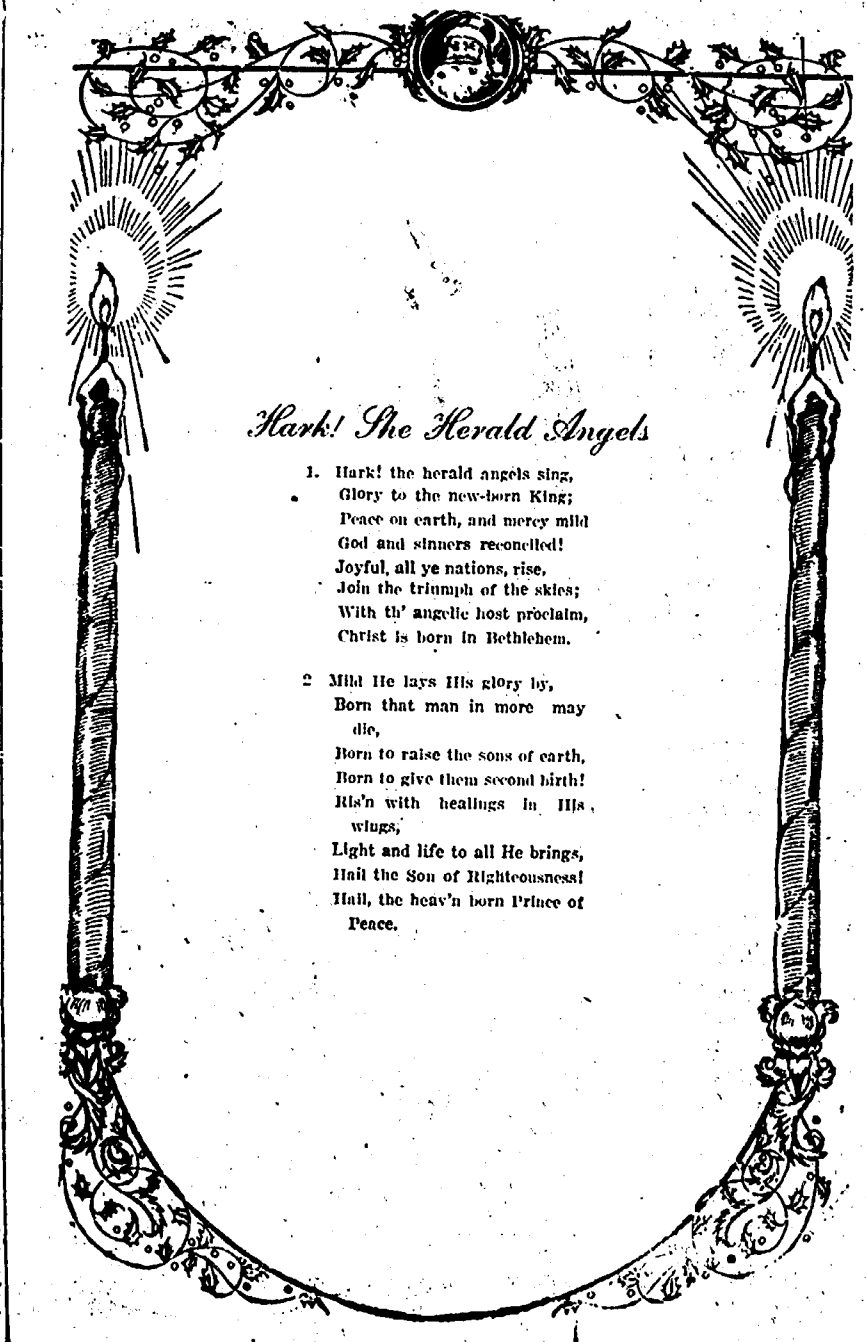 Hark! The Herald Angels
1. Hark! the herald angels sing,
Glory to the new-born King;
Peace on earth, and mercy mild
God and sinners reconciled!
Joyful, all ye nations, rise,
Join the triumph of the skies;
With th' angelic host proclaim,
Christ is born in Bethlehem.
2 Mild He lays His glory by,
Born that man in more may
die,
Born to raise the sons of earth,
Born to give them second birth!
Ris'n with healings in His
wings,
Light and life to all He brings,
Hail the Son of Righteousness!
Hail, the heav'n born Prince of
Peace.